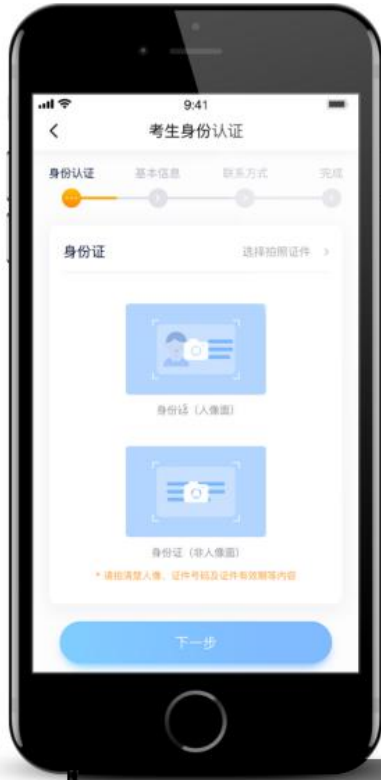 9:41
考生身份认证
身份认证 基本信息 联系方式 完成
身份证 选择拍照证件
身份证（人像面）
身份证（非人像面）
* 请拍清楚人像、证件号码及证件有效期等内容
下一步